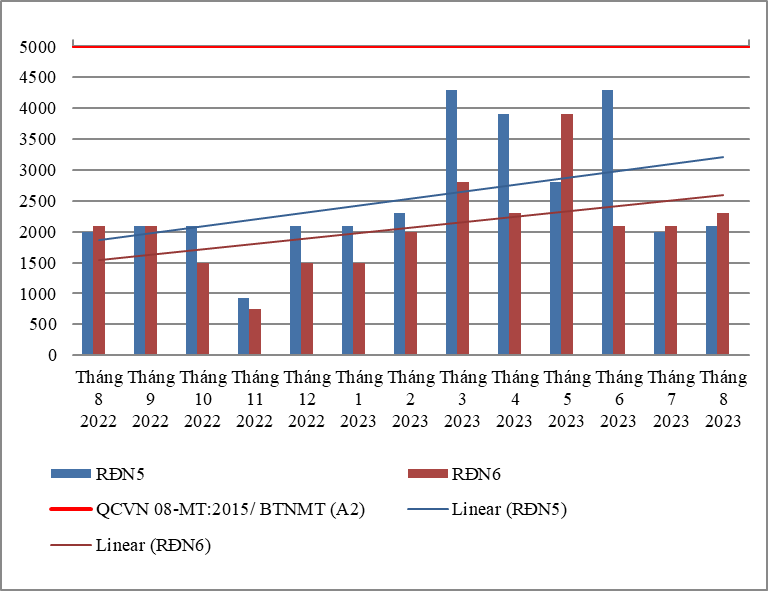 5000
4500
4000
3500
3000
2500
2000
1500
1000
500
0
Tháng Tháng Tháng Tháng Tháng Tháng Tháng Tháng Tháng Tháng Tháng Tháng Tháng
8 9 10 11 12 1 2 3 4 5 6 7 8
2022 2022 2022 2022 2022 2023 2023 2023 2023 2023 2023 2023 2023
RĐN5 RĐN6
QCVN 08-MT:2015/ BTNMT (A2) Linear (RĐN5)
Linear (RĐN6)